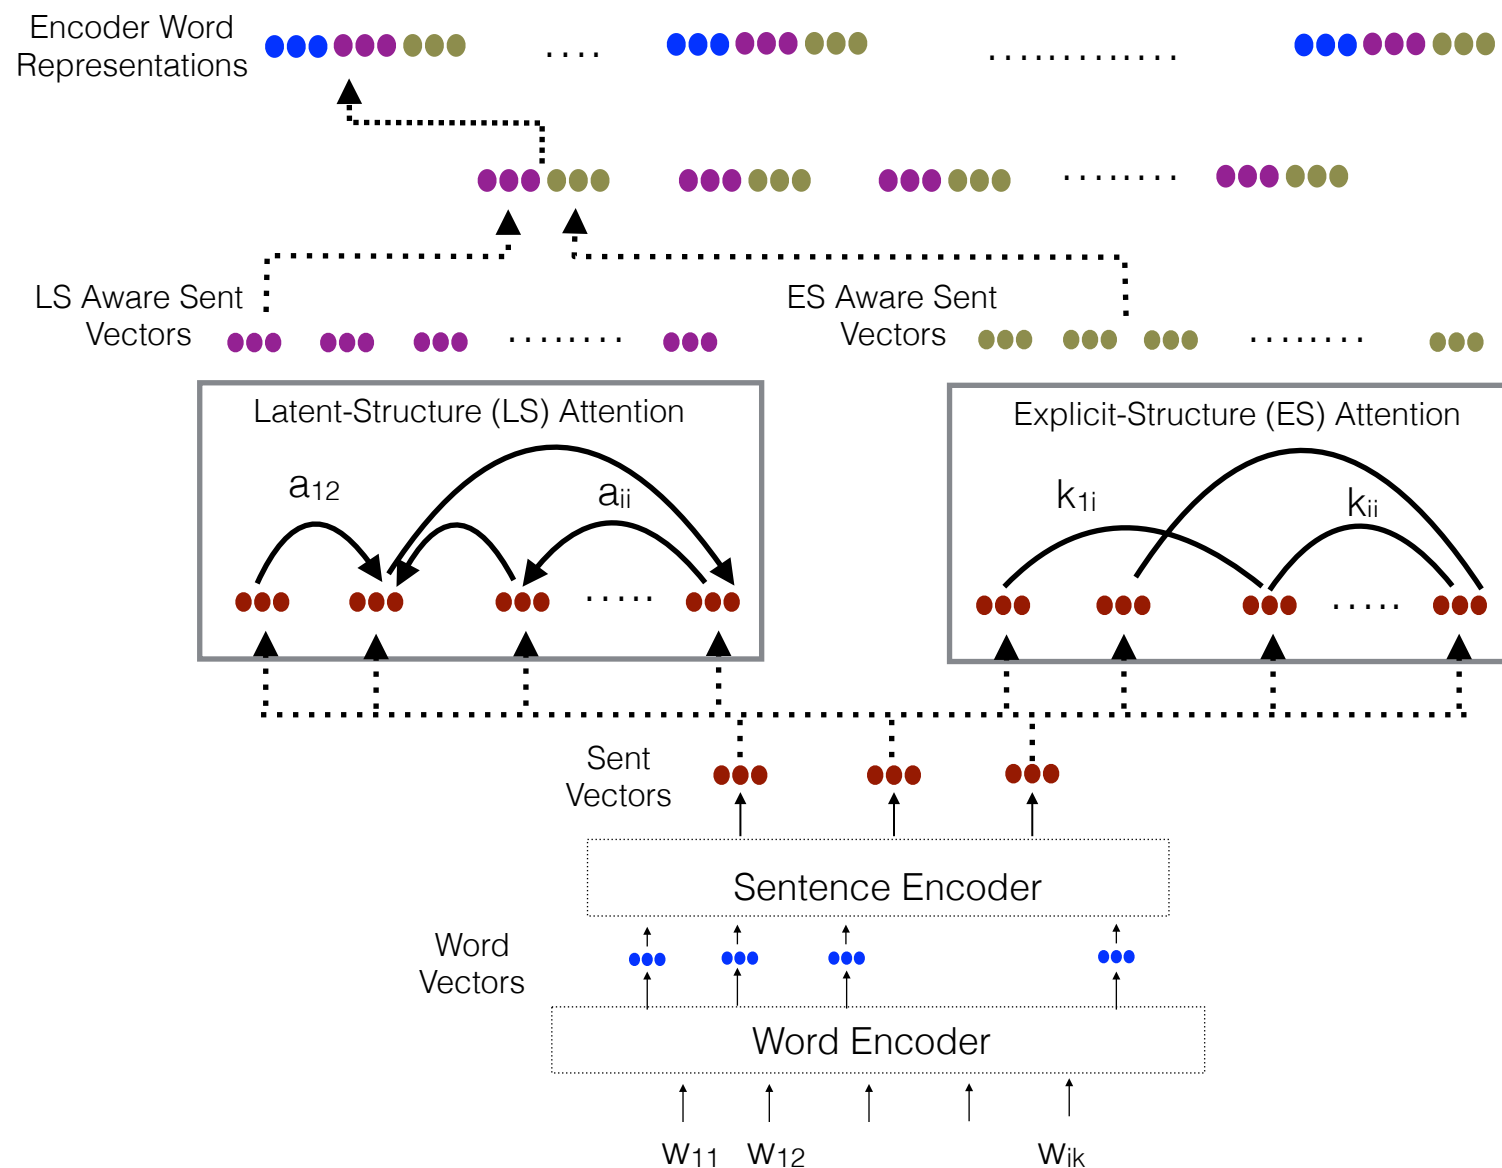 Encoder Word
Representations
LS Aware Sent
Vectors
ES Aware Sent
Vectors
Latent-Structure (LS) Attention
Explicit-Structure (ES) Attention
a12
aii
k1i
kii
Sent
Vectors
Sentence Encoder
Word
Vectors
Word Encoder
w11 w12 wik